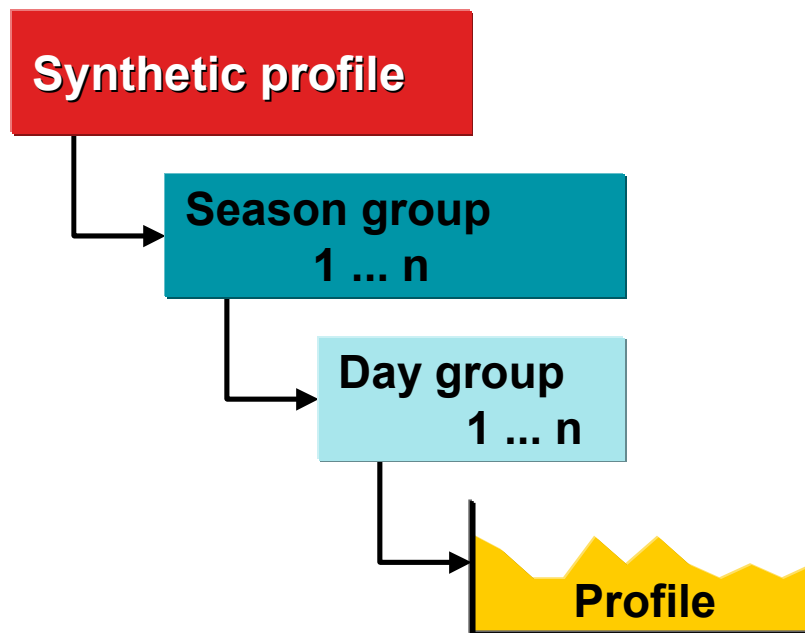 Synthetic profile
Season group
1 ... n
Day group
1 ... n
Profile